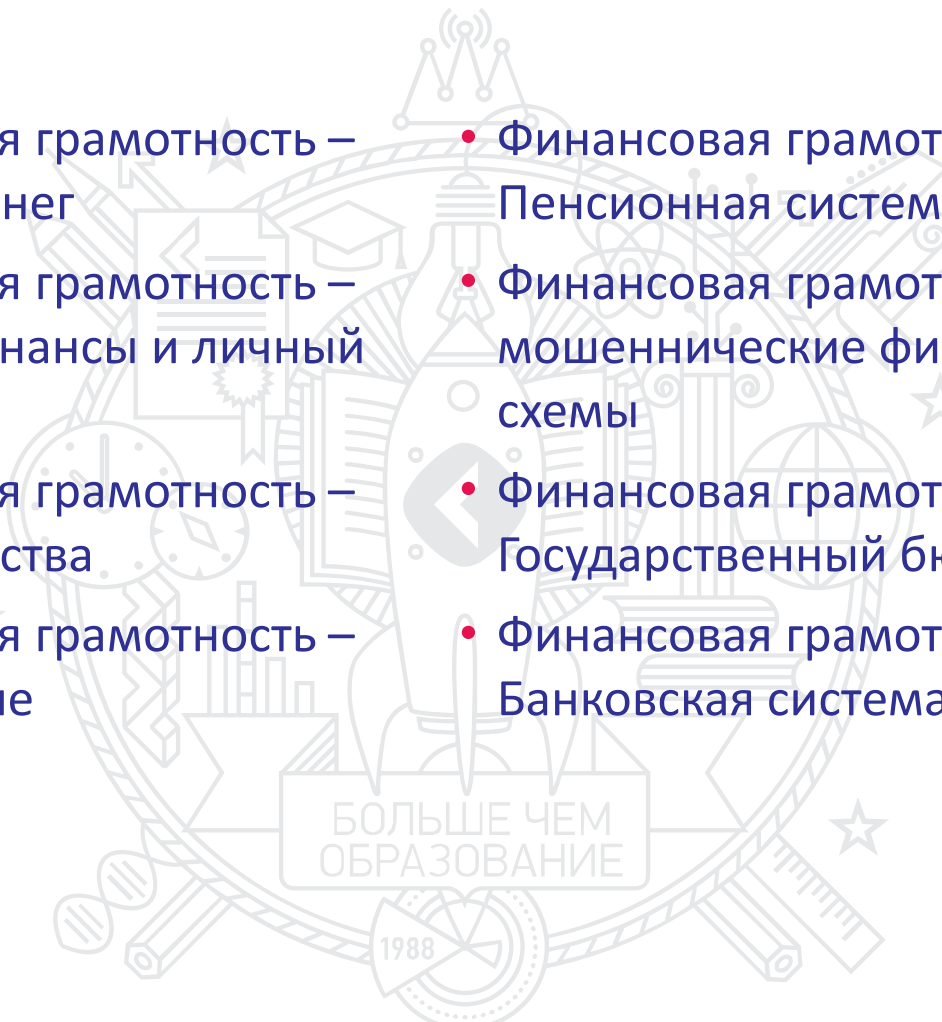 я грамотность –
нег
я грамотность –
нансы и личный
я грамотность –
ства
я грамотность –
ие
• Финансовая грамот
Пенсионная систем
• Финансовая грамот
мошеннические фи
схемы
• Финансовая грамот
Государственный бю
• Финансовая грамот
Банковская система
БОЛЬШЕ ЧЕМ
ОБРАЗОВАНИЕ
1988